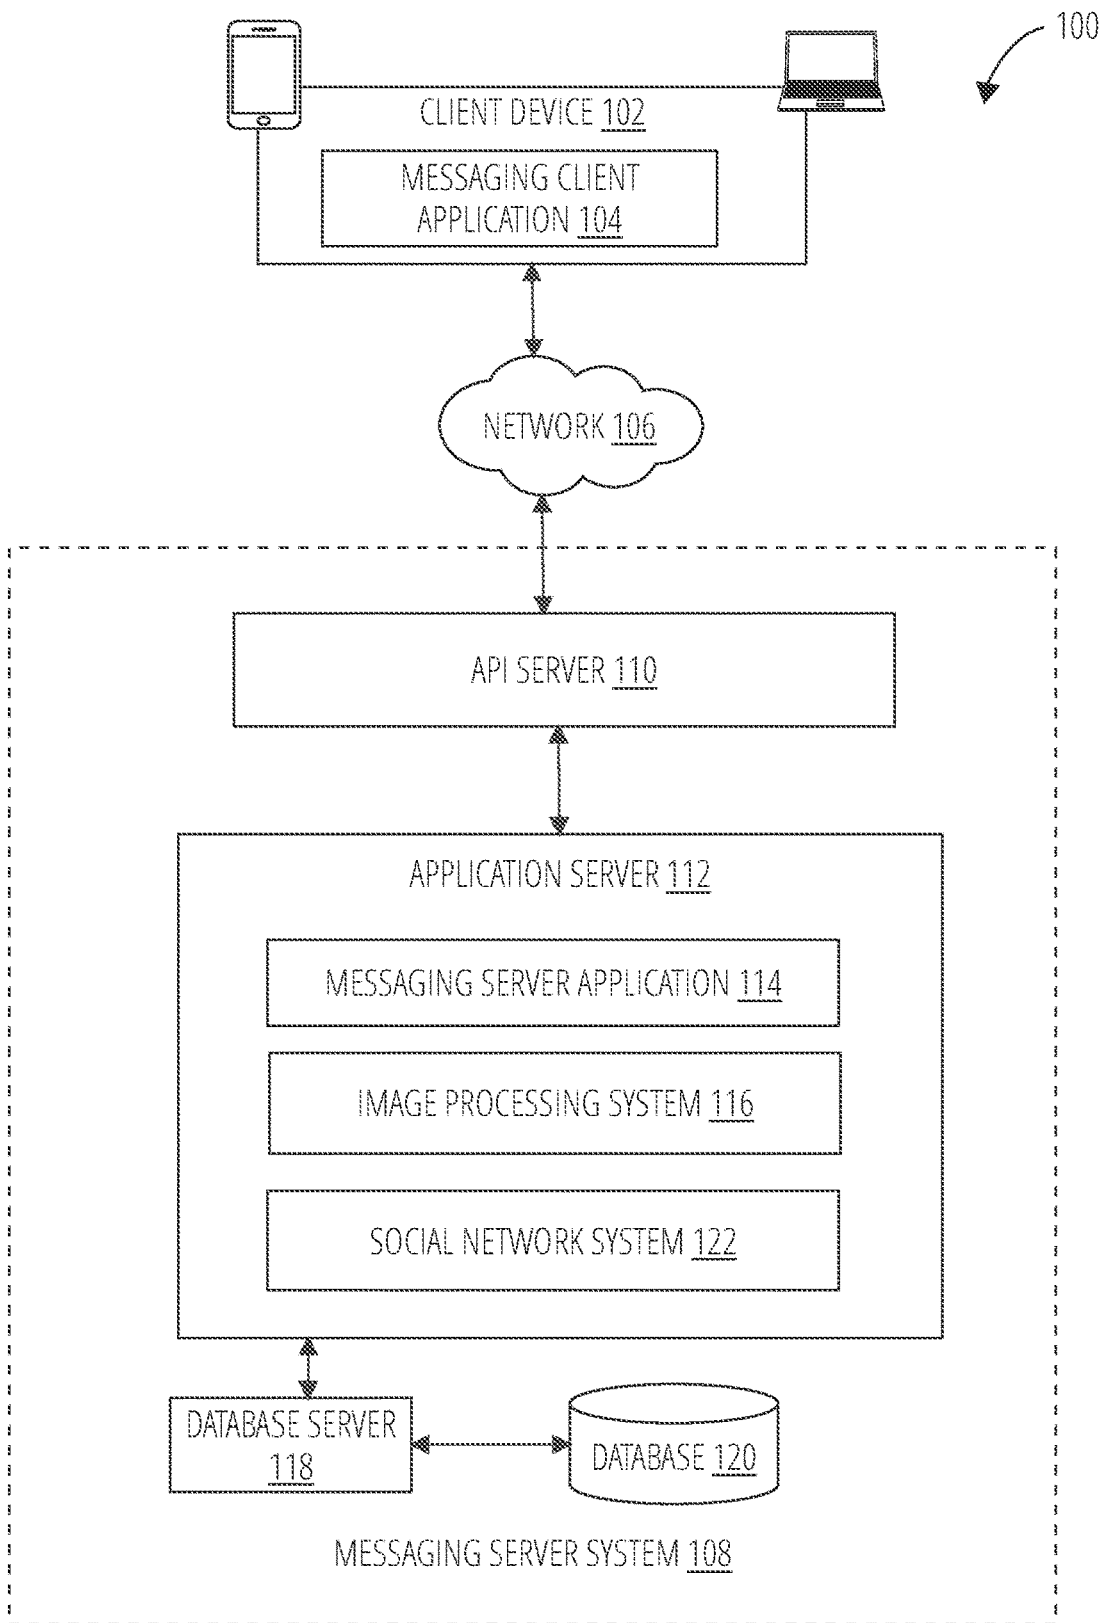 100
CLIENT DEVICE 102
MESSAGING CLIENT
APPLICATION 104
NETWORK 106
API SERVER 110
APPLICATION SERVER 112
MESSAGING SERVER APPLICATION 114
IMAGE PROCESSING SYSTEM 116
SOCIAL NETWORK SYSTEM 122
DATABASE SERVER
118
DATABASE 120
MESSAGING SERVER SYSTEM 108